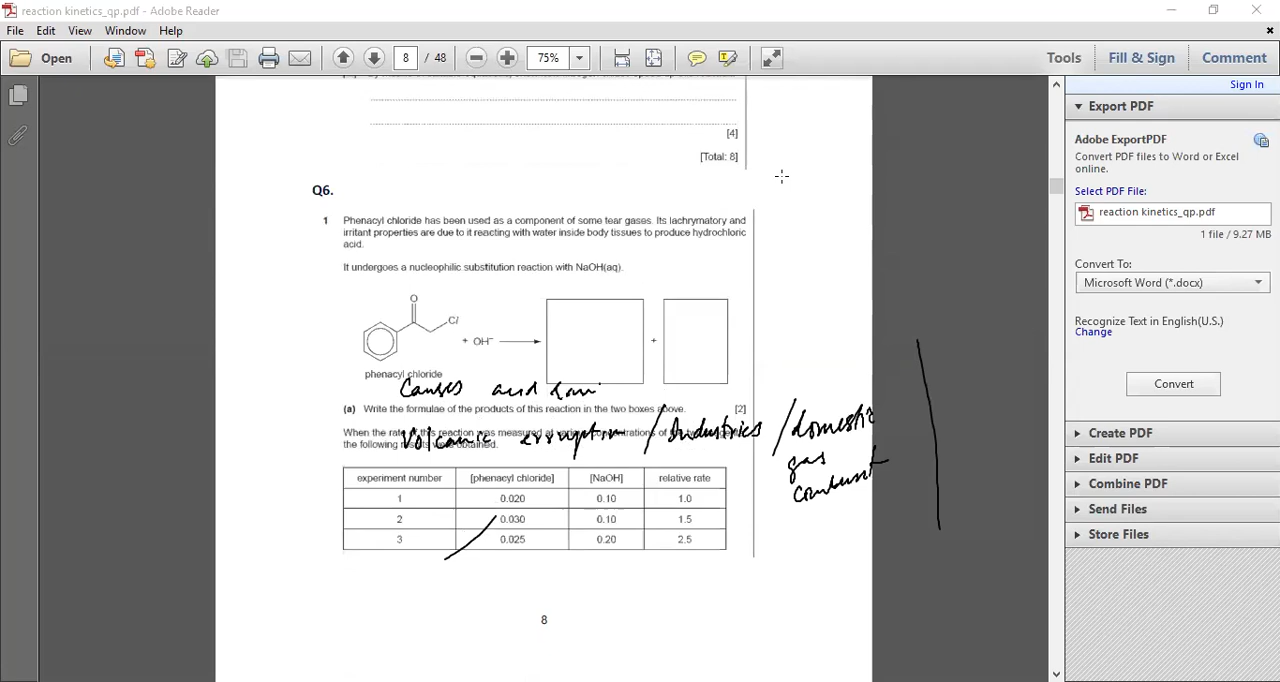 reaction kinetics_qp.pdf - Adobe Reader
File Edit View Window Help
Open 8 / 48 75% Tools Fill & Sign Comment
[4]
[Total: 8]
Q6.
1 Phenacyl chloride has been used as a component of some tear gases. Its lachrymatory and
irritant properties are due to it reacting with water inside body tissues to produce hydrochloric
acid.
It undergoes a nucleophilic substitution reaction with NaOH(aq).
O
Cl
+ OH⁻ +
phenacyl chloride
Causes and
(a) Write the formulae of the products of this reaction in the two boxes above. [2]
Volcanic erruption / Industries / domestic
gas
combust
When the rate of this reaction was measured at various concentrations of the two
the following results were obtained.
experiment number [phenacyl chloride] [NaOH] relative rate
1 0.020 0.10 1.0
2 0.030 0.10 1.5
3 0.025 0.20 2.5
8
Sign In
Export PDF
Adobe ExportPDF
Convert PDF files to Word or Excel
online.
Select PDF File:
reaction kinetics_qp.pdf
1 file / 9.27 MB
Convert To:
Microsoft Word (*.docx)
Recognize Text in English(U.S.)
Change
Convert
Create PDF
Edit PDF
Combine PDF
Send Files
Store Files